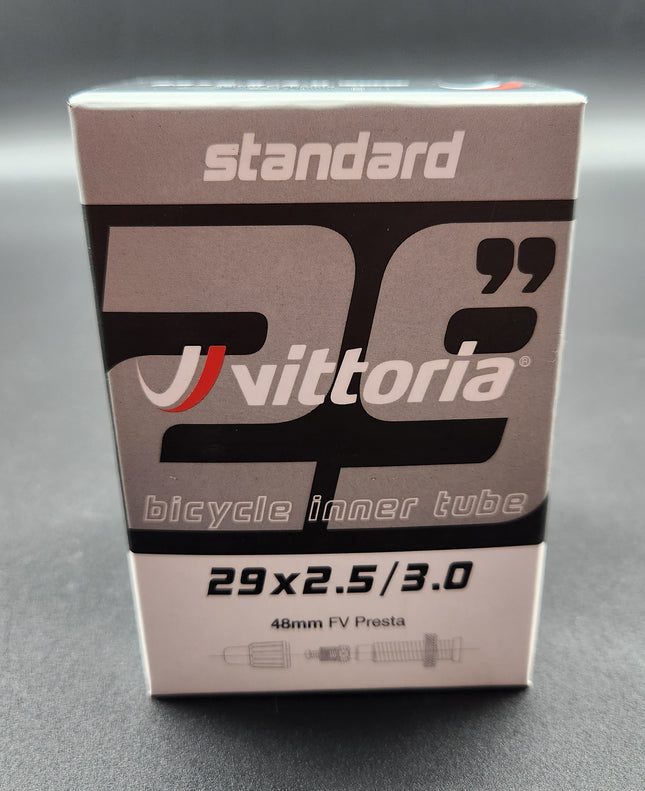 standard
29”
vittoria®
bicycle inner tube
29x2.5/3.0
48mm FV Presta